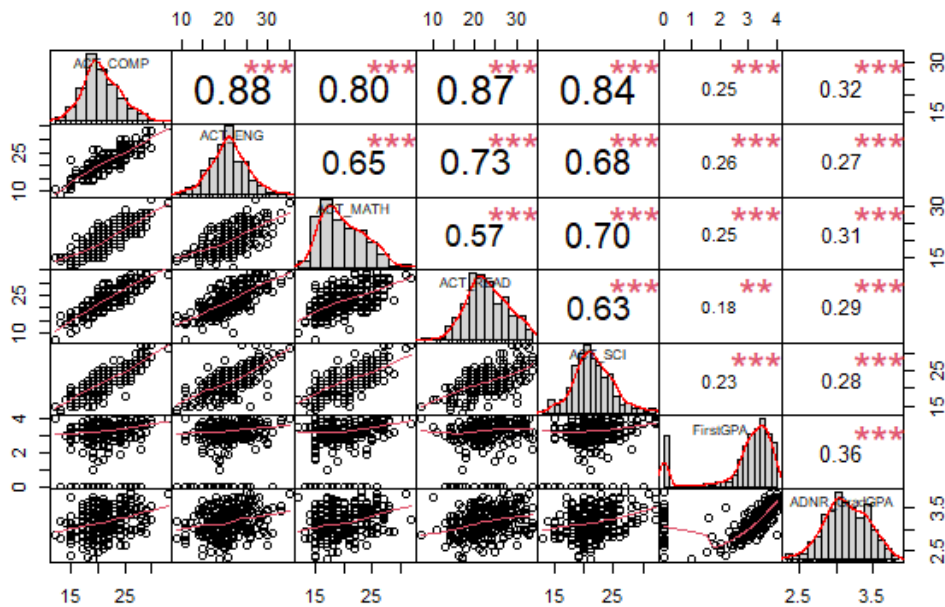 10 20 30 10 20 30 0 1 2 3 4
ACT_COMP 0.88 *** 0.80 *** 0.87 *** 0.84 *** 0.25 *** 0.32 *** 15 30
10 25 ACT_ENG 0.65 *** 0.73 *** 0.68 *** 0.26 *** 0.27 ***
ACT_MATH 0.57 *** 0.70 *** 0.25 *** 0.31 *** 15 30
10 25 ACT_READ 0.63 *** 0.18 ** 0.29 ***
ACT_SCI 0.23 *** 0.28 *** 15 25
0 2 4 FirstGPA 0.36 ***
ADNR_GradGPA 2.5 3.5
15 25 15 25 15 25 2.5 3.5